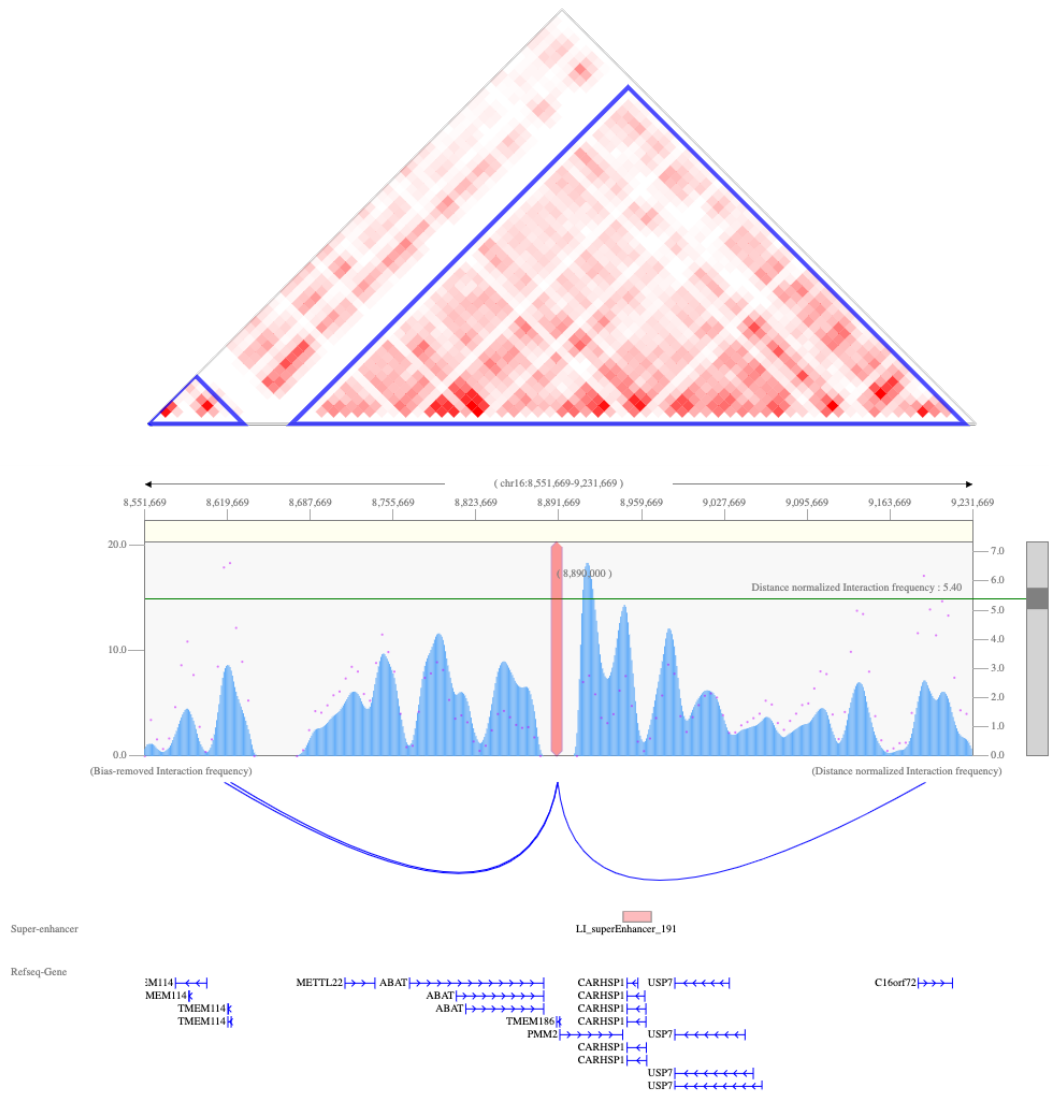 ( chr16:8,551,669-9,231,669 )
8,551,669 8,619,669 8,687,669 8,755,669 8,823,669 8,891,669 8,959,669 9,027,669 9,095,669 9,163,669 9,231,669
20.0
7.0
( 8,890,000 )
6.0
Distance normalized Interaction frequency : 5.40
5.0
10.0
4.0
3.0
2.0
1.0
0.0 0.0
(Bias-removed Interaction frequency) (Distance normalized Interaction frequency)
Super-enhancer
LI_superEnhancer_191
Refseq-Gene
EM114 METTL22 ABAT CARHSP1 USP7 C16orf72
MEM114 ABAT CARHSP1
TMEM114 ABAT CARHSP1
TMEM114 TMEM186 CARHSP1
PMM2 USP7
CARHSP1
CARHSP1
USP7
USP7